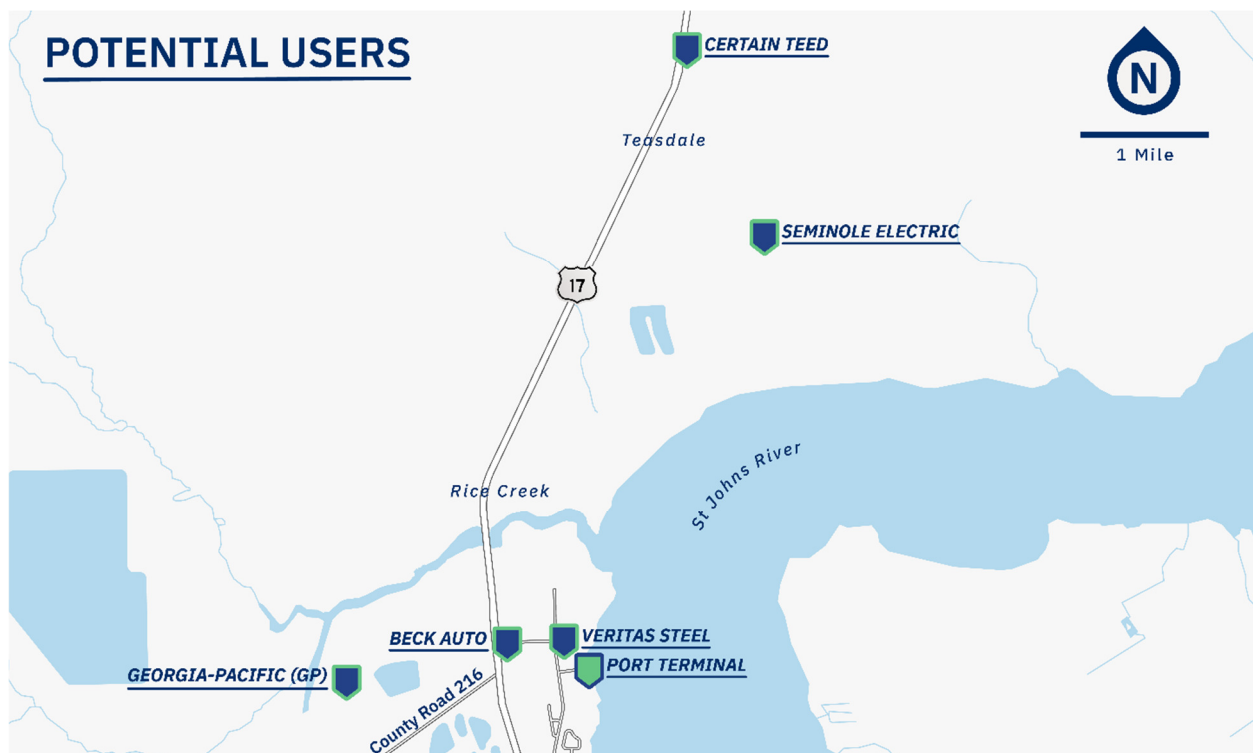 POTENTIAL USERS
CERTAIN TEED
N
1 Mile
Teasdale
SEMINOLE ELECTRIC
17
St Johns River
Rice Creek
BECK AUTO
VERITAS STEEL
PORT TERMINAL
GEORGIA-PACIFIC (GP)
County Road 216